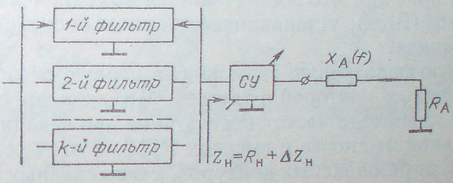 1-й фильтр
2-й фильтр
k-й фильтр
СУ
X_A(f)
R_A
Z_н=R_н+ΔZ_н